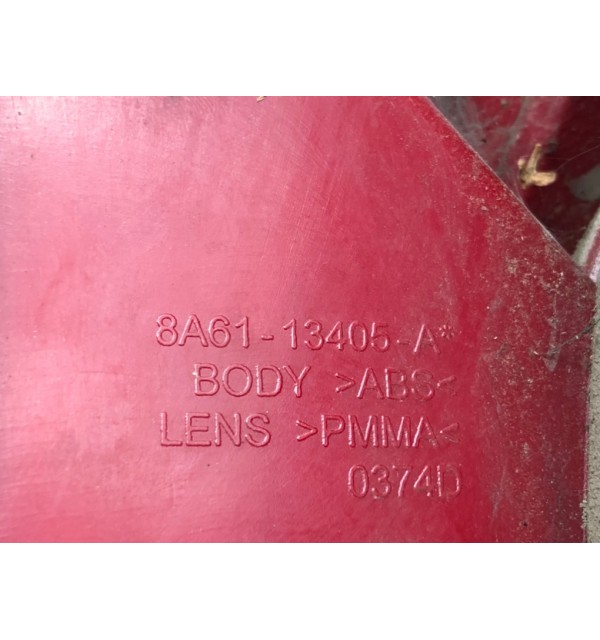 8A61-13405-A*
BODY >ABS<
LENS >PMMA<
0374D